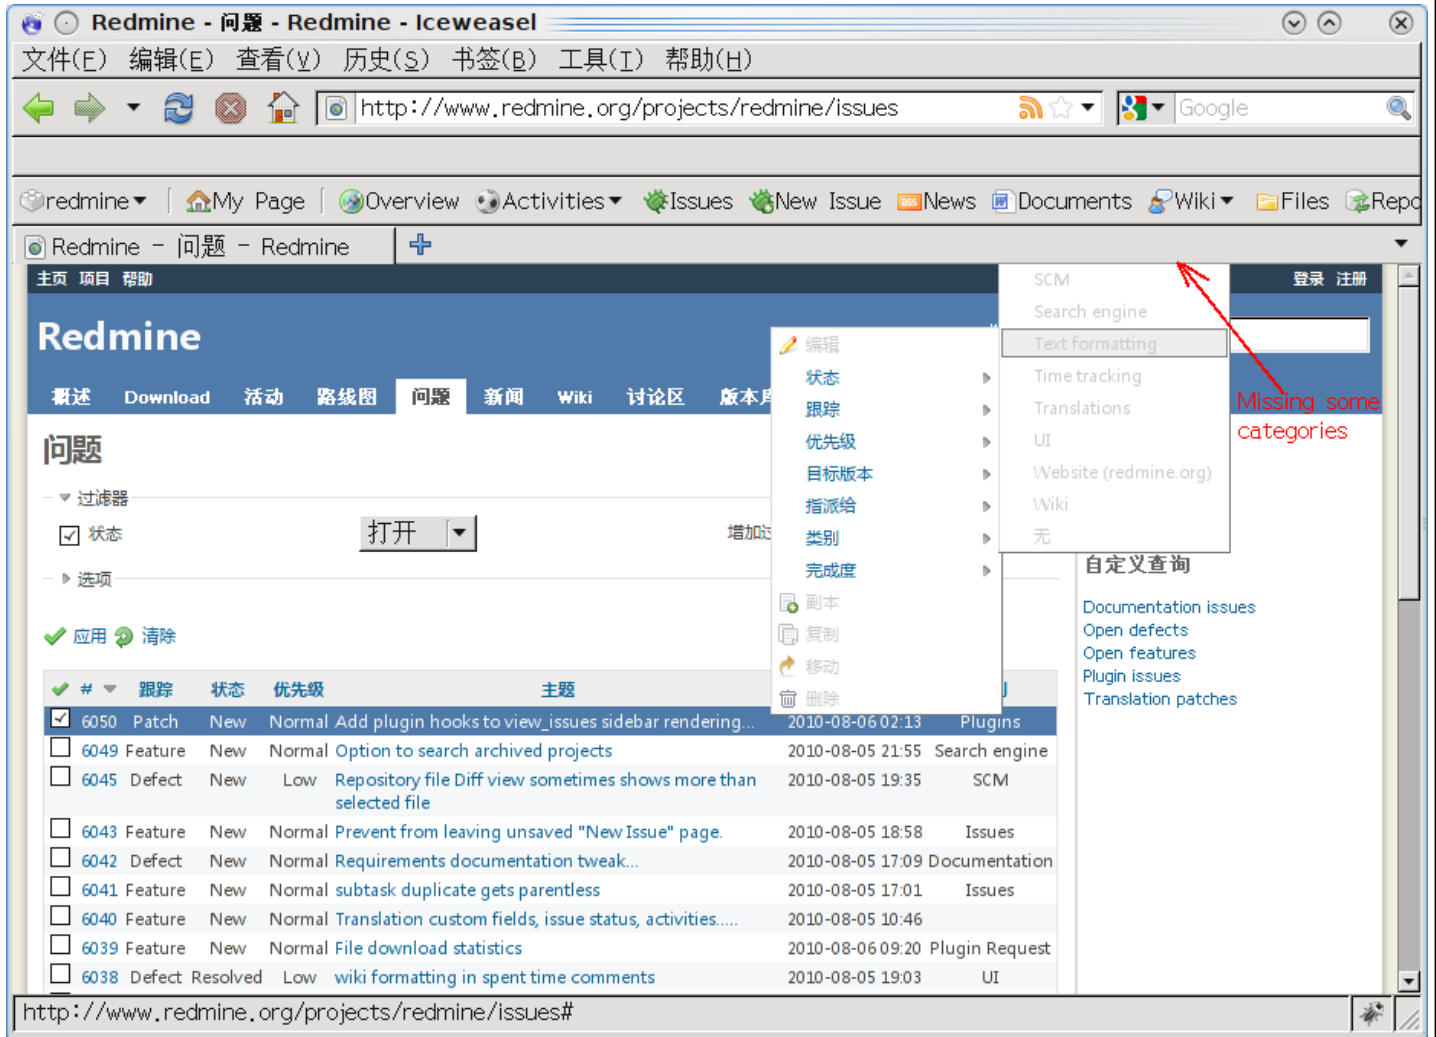 Redmine - 问题 - Redmine - Iceweasel
文件(F) 编辑(E) 查看(V) 历史(S) 书签(B) 工具(T) 帮助(H)
http://www.redmine.org/projects/redmine/issues
Google
redmine
My Page
Overview
Activities
Issues
New Issue
News
Documents
Wiki
Files
Repo
Redmine - 问题 - Redmine
主页 项目 帮助
登录 注册
Redmine
概述 Download 活动 路线图 问题 新闻 Wiki 讨论区 版本库
编辑
状态
跟踪
优先级
目标版本
指派给
类别
完成度
副本
复制
移动
删除
SCM
Search engine
Text formatting
Time tracking
Translations
UI
Website (redmine.org)
Wiki
无
Missing some
categories
问题
过滤器
状态
打开
增加过
选项
应用 清除
自定义查询
Documentation issues
Open defects
Open features
Plugin issues
Translation patches
# 跟踪 状态 优先级 主题
6050 Patch New Normal Add plugin hooks to view_issues sidebar rendering... 2010-08-06 02:13 Plugins
6049 Feature New Normal Option to search archived projects 2010-08-05 21:55 Search engine
6045 Defect New Low Repository file Diff view sometimes shows more than 2010-08-05 19:35 SCM
selected file
6043 Feature New Normal Prevent from leaving unsaved "New Issue" page. 2010-08-05 18:58 Issues
6042 Defect New Normal Requirements documentation tweak... 2010-08-05 17:09 Documentation
6041 Feature New Normal subtask duplicate gets parentless 2010-08-05 17:01 Issues
6040 Feature New Normal Translation custom fields, issue status, activities..... 2010-08-05 10:46
6039 Feature New Normal File download statistics 2010-08-06 09:20 Plugin Request
6038 Defect Resolved Low wiki formatting in spent time comments 2010-08-05 19:03 UI
http://www.redmine.org/projects/redmine/issues#